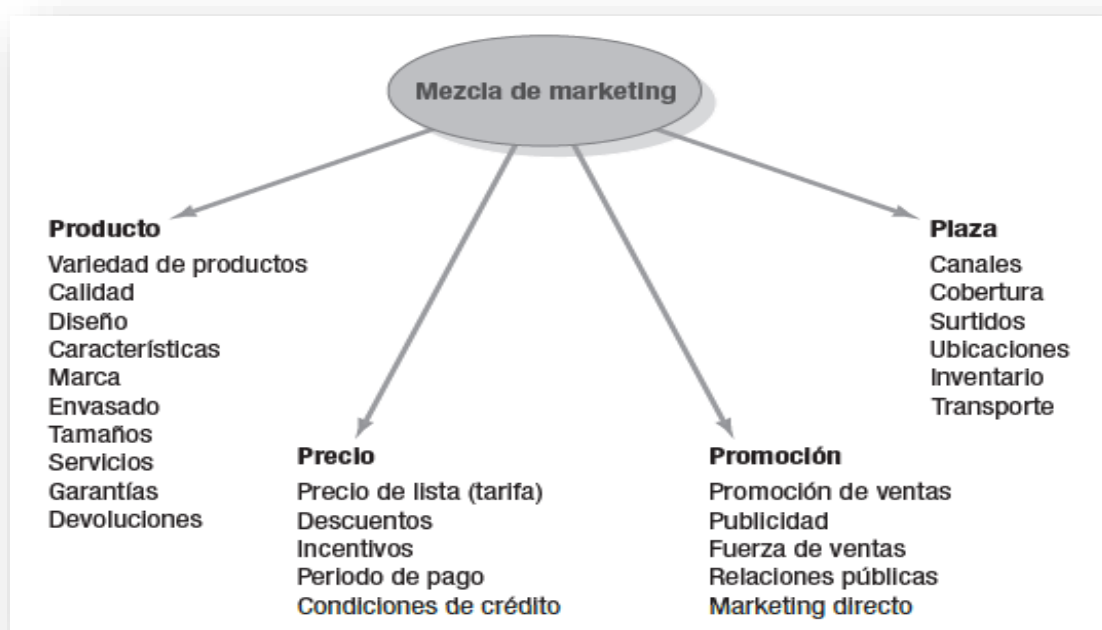 Mezcla de marketing
Producto
Variedad de productos
Calidad
Diseño
Características
Marca
Envasado
Tamaños
Servicios
Garantías
Devoluciones
Precio
Precio de lista (tarifa)
Descuentos
Incentivos
Periodo de pago
Condiciones de crédito
Promoción
Promoción de ventas
Publicidad
Fuerza de ventas
Relaciones públicas
Marketing directo
Plaza
Canales
Cobertura
Surtidos
Ubicaciones
Inventario
Transporte